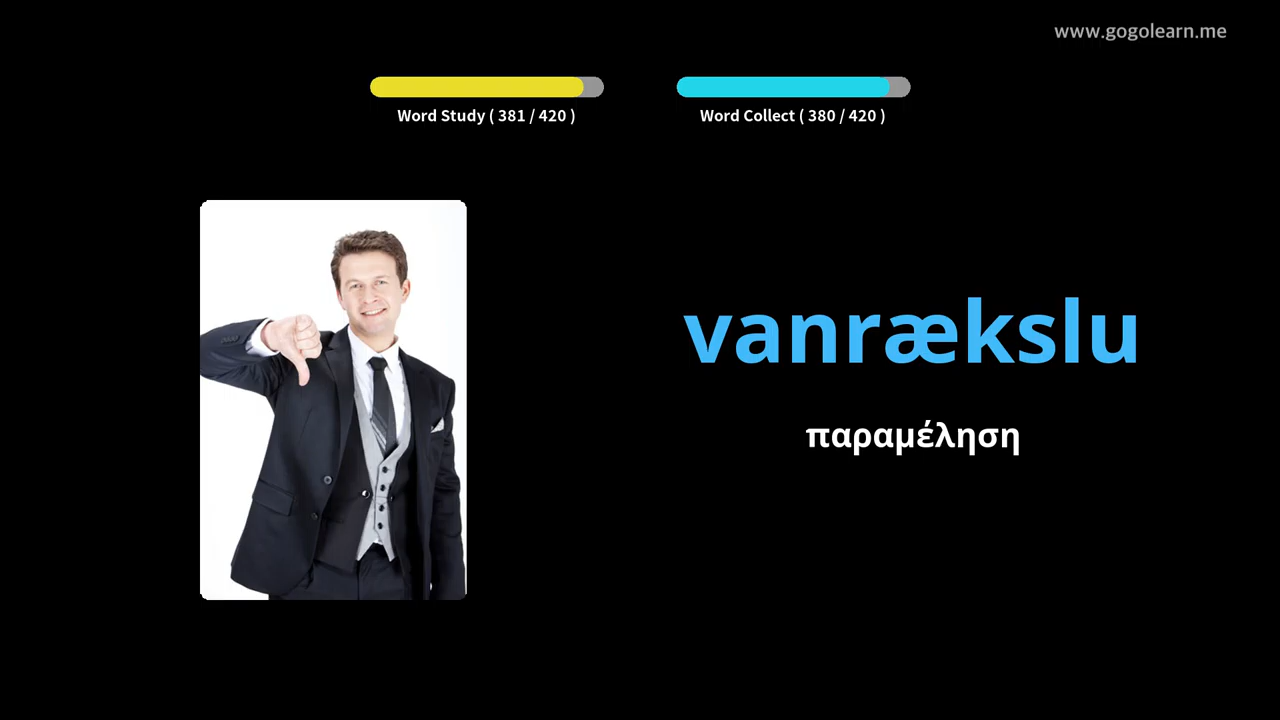 www.gogolearn.me
Word Study ( 381 / 420 )
Word Collect ( 380 / 420 )
vanrækslu
παραμέληση